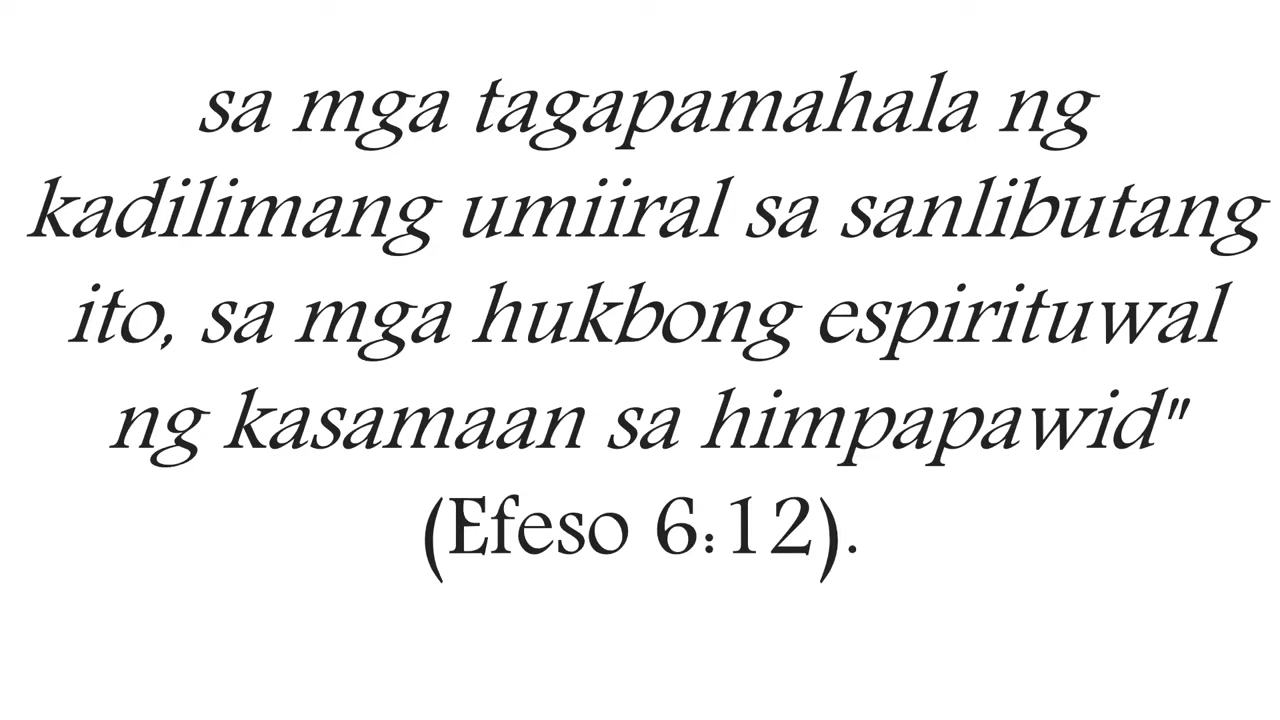 sa mga tagapamahala ng
kadilimang umiiral sa sanlibutang
ito, sa mga hukbong espirituwal
ng kasamaan sa himpapawid"
(Efeso 6:12).